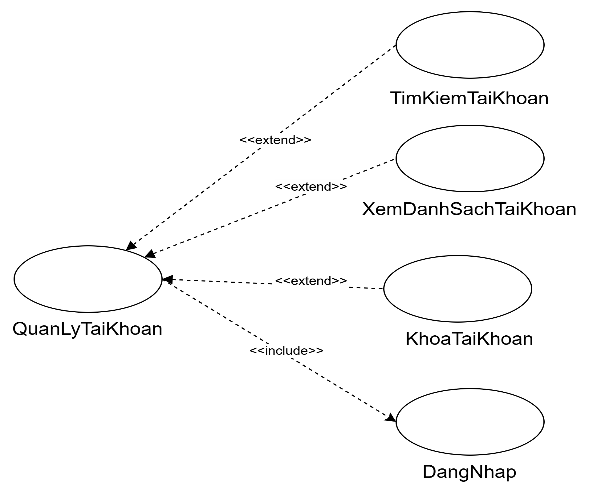 TimKiemTaiKhoan
<<extend>>
<<extend>>
XemDanhSachTaiKhoan
<<extend>>
QuanLyTaiKhoan
KhoaTaiKhoan
<<include>>
DangNhap